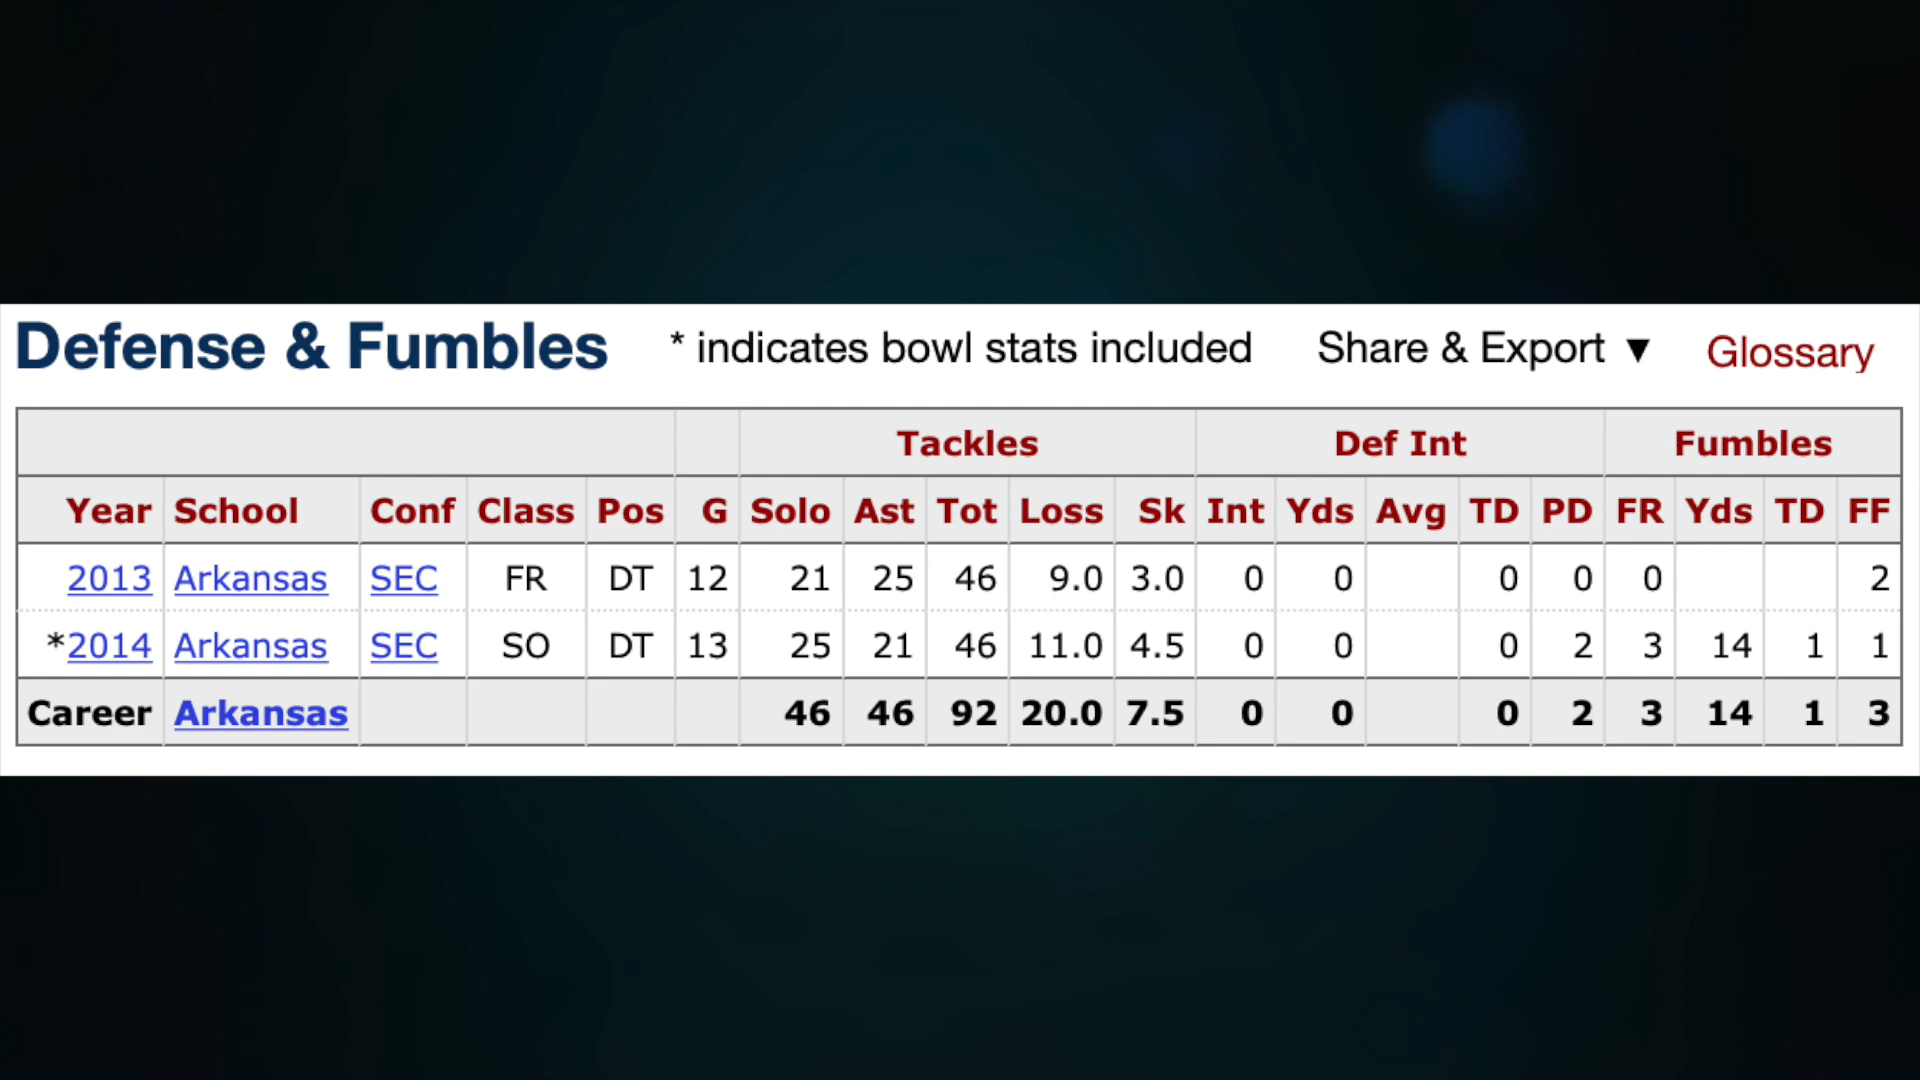 Defense & Fumbles * indicates bowl stats included Share & Export ▼ Glossary
Tackles Def Int Fumbles
Year School Conf Class Pos G Solo Ast Tot Loss Sk Int Yds Avg TD PD FR Yds TD FF
2013 Arkansas SEC FR DT 12 21 25 46 9.0 3.0 0 0 0 0 0 2
*2014 Arkansas SEC SO DT 13 25 21 46 11.0 4.5 0 0 0 2 3 14 1 1
Career Arkansas 46 46 92 20.0 7.5 0 0 0 2 3 14 1 3